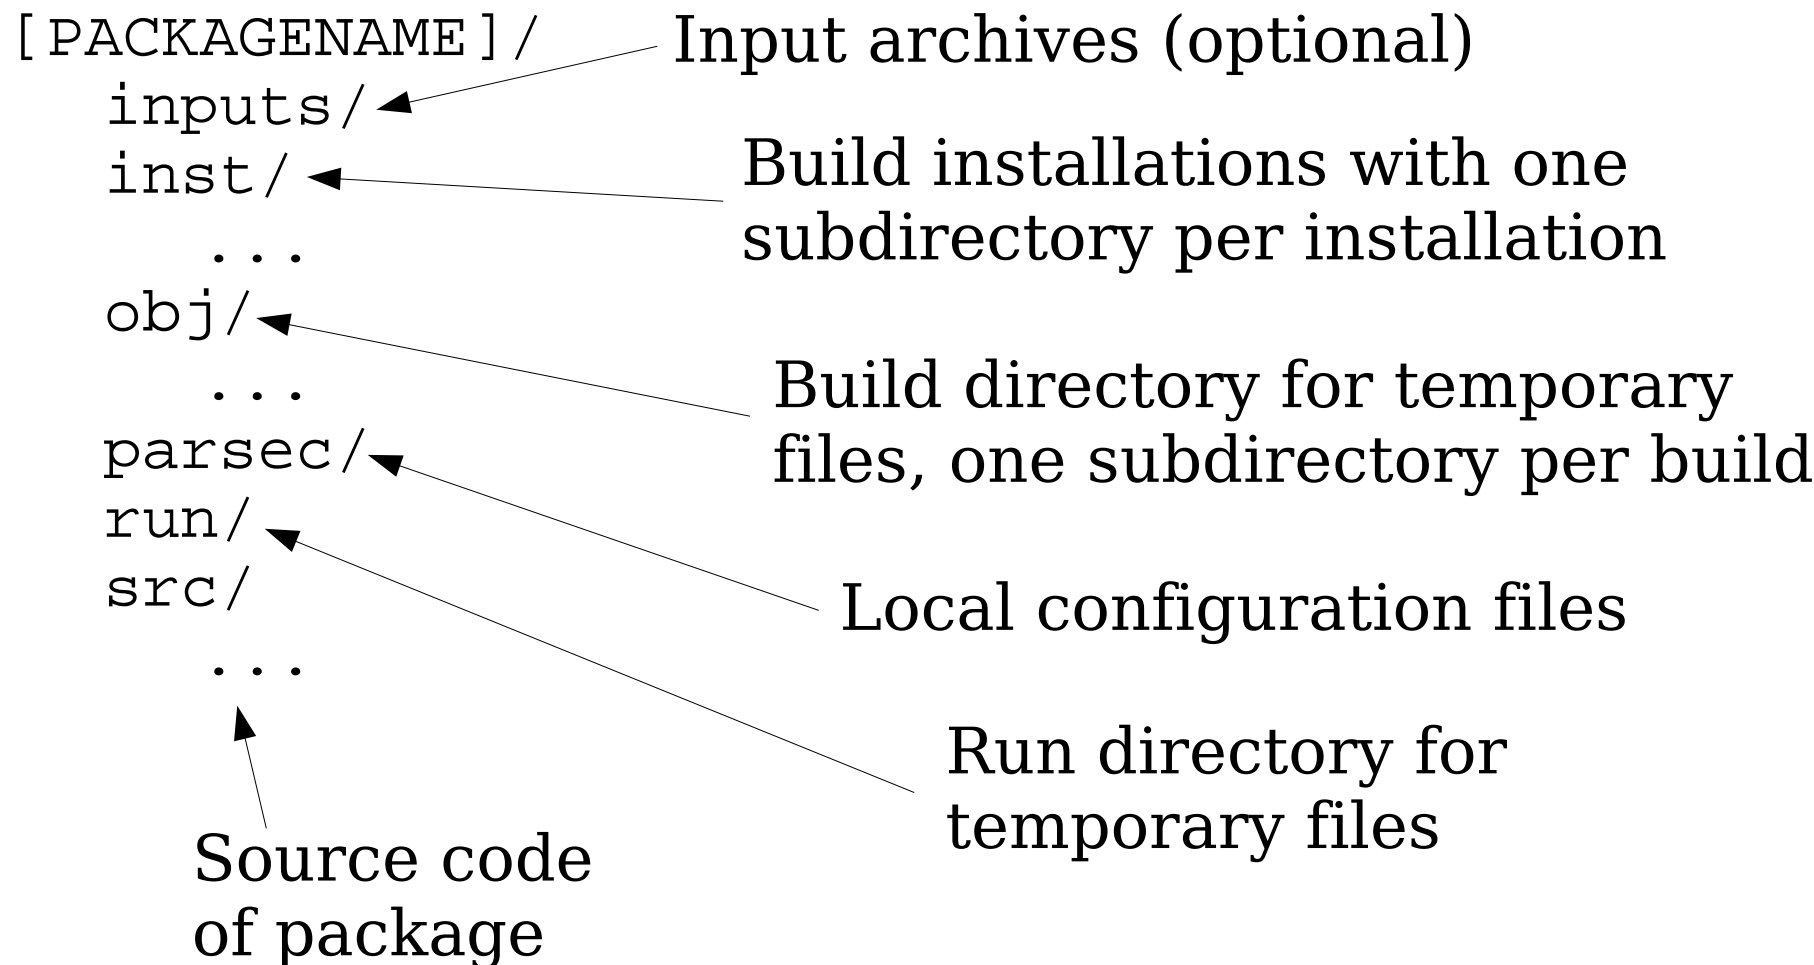 [PACKAGENAME]/
inputs/
inst/
...
obj/
...
parsec/
run/
src/
...
Input archives (optional)
Build installations with one
subdirectory per installation
Build directory for temporary
files, one subdirectory per build
Local configuration files
Run directory for
temporary files
Source code
of package